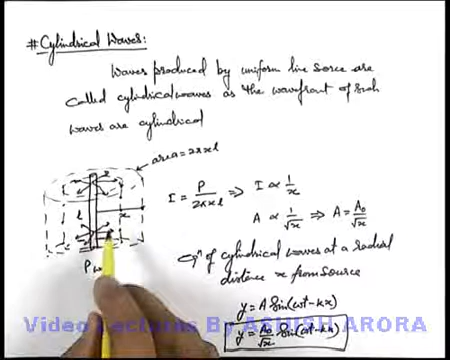 # Cylindrical Waves:
Waves produced by uniform line sorce are
called cylindrical waves as the wavefront of such
waves are cylindrical
area = 2πxl
I = P/2πxl ⟹ I ∝ 1/x
l
x
A ∝ 1/√x ⟹ A = A₀/√x
P W
Eqⁿ of cylindrical waves at a radial
distance x from source
y = A sin(ωt - kx)
y = A₀/√x sin(ωt - kx)
Video Lectures By ASHISH ARORA